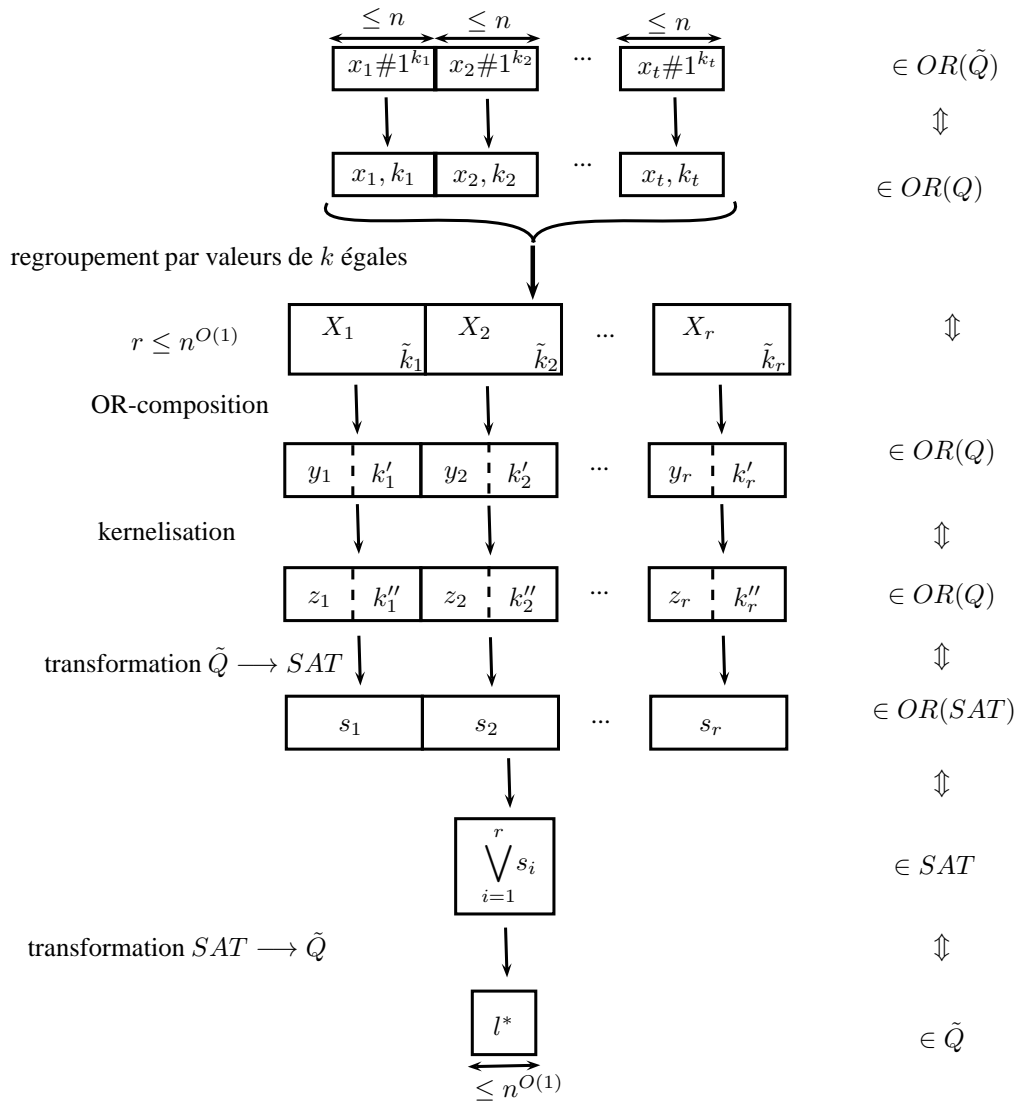 ≤ n ≤ n ≤ n
x₁#1^{k₁} x₂#1^{k₂} ... x_t#1^{k_t} ∈ OR(Q̃)
⇕
x₁, k₁ x₂, k₂ ... x_t, k_t ∈ OR(Q)
regroupement par valeurs de k égales
r ≤ n^{O(1)} X₁ k̃₁ X₂ k̃₂ ... X_r k̃_r ⇕
OR-composition
y₁ k′₁ y₂ k′₂ ... y_r k′_r ∈ OR(Q)
kernelisation ⇕
z₁ k″₁ z₂ k″₂ ... z_r k″_r ∈ OR(Q)
transformation Q̃ ⟶ SAT ⇕
s₁ s₂ ... s_r ∈ OR(SAT)
⇕
⋁_{i=1}^{r} s_i ∈ SAT
transformation SAT ⟶ Q̃ ⇕
l* ∈ Q̃
≤ n^{O(1)}